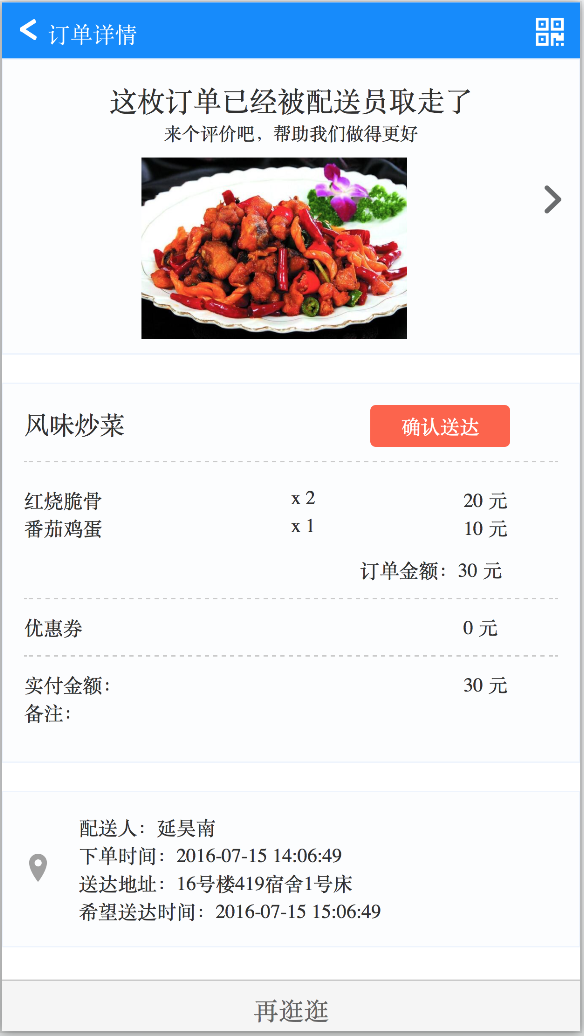 订单详情
这枚订单已经被配送员取走了
来个评价吧，帮助我们做得更好
风味炒菜 确认送达
红烧脆骨 x 2 20 元
番茄鸡蛋 x 1 10 元
订单金额：30 元
优惠券 0 元
实付金额： 30 元
备注：
配送人：延昊南
下单时间：2016-07-15 14:06:49
送达地址：16号楼419宿舍1号床
希望送达时间：2016-07-15 15:06:49
再逛逛